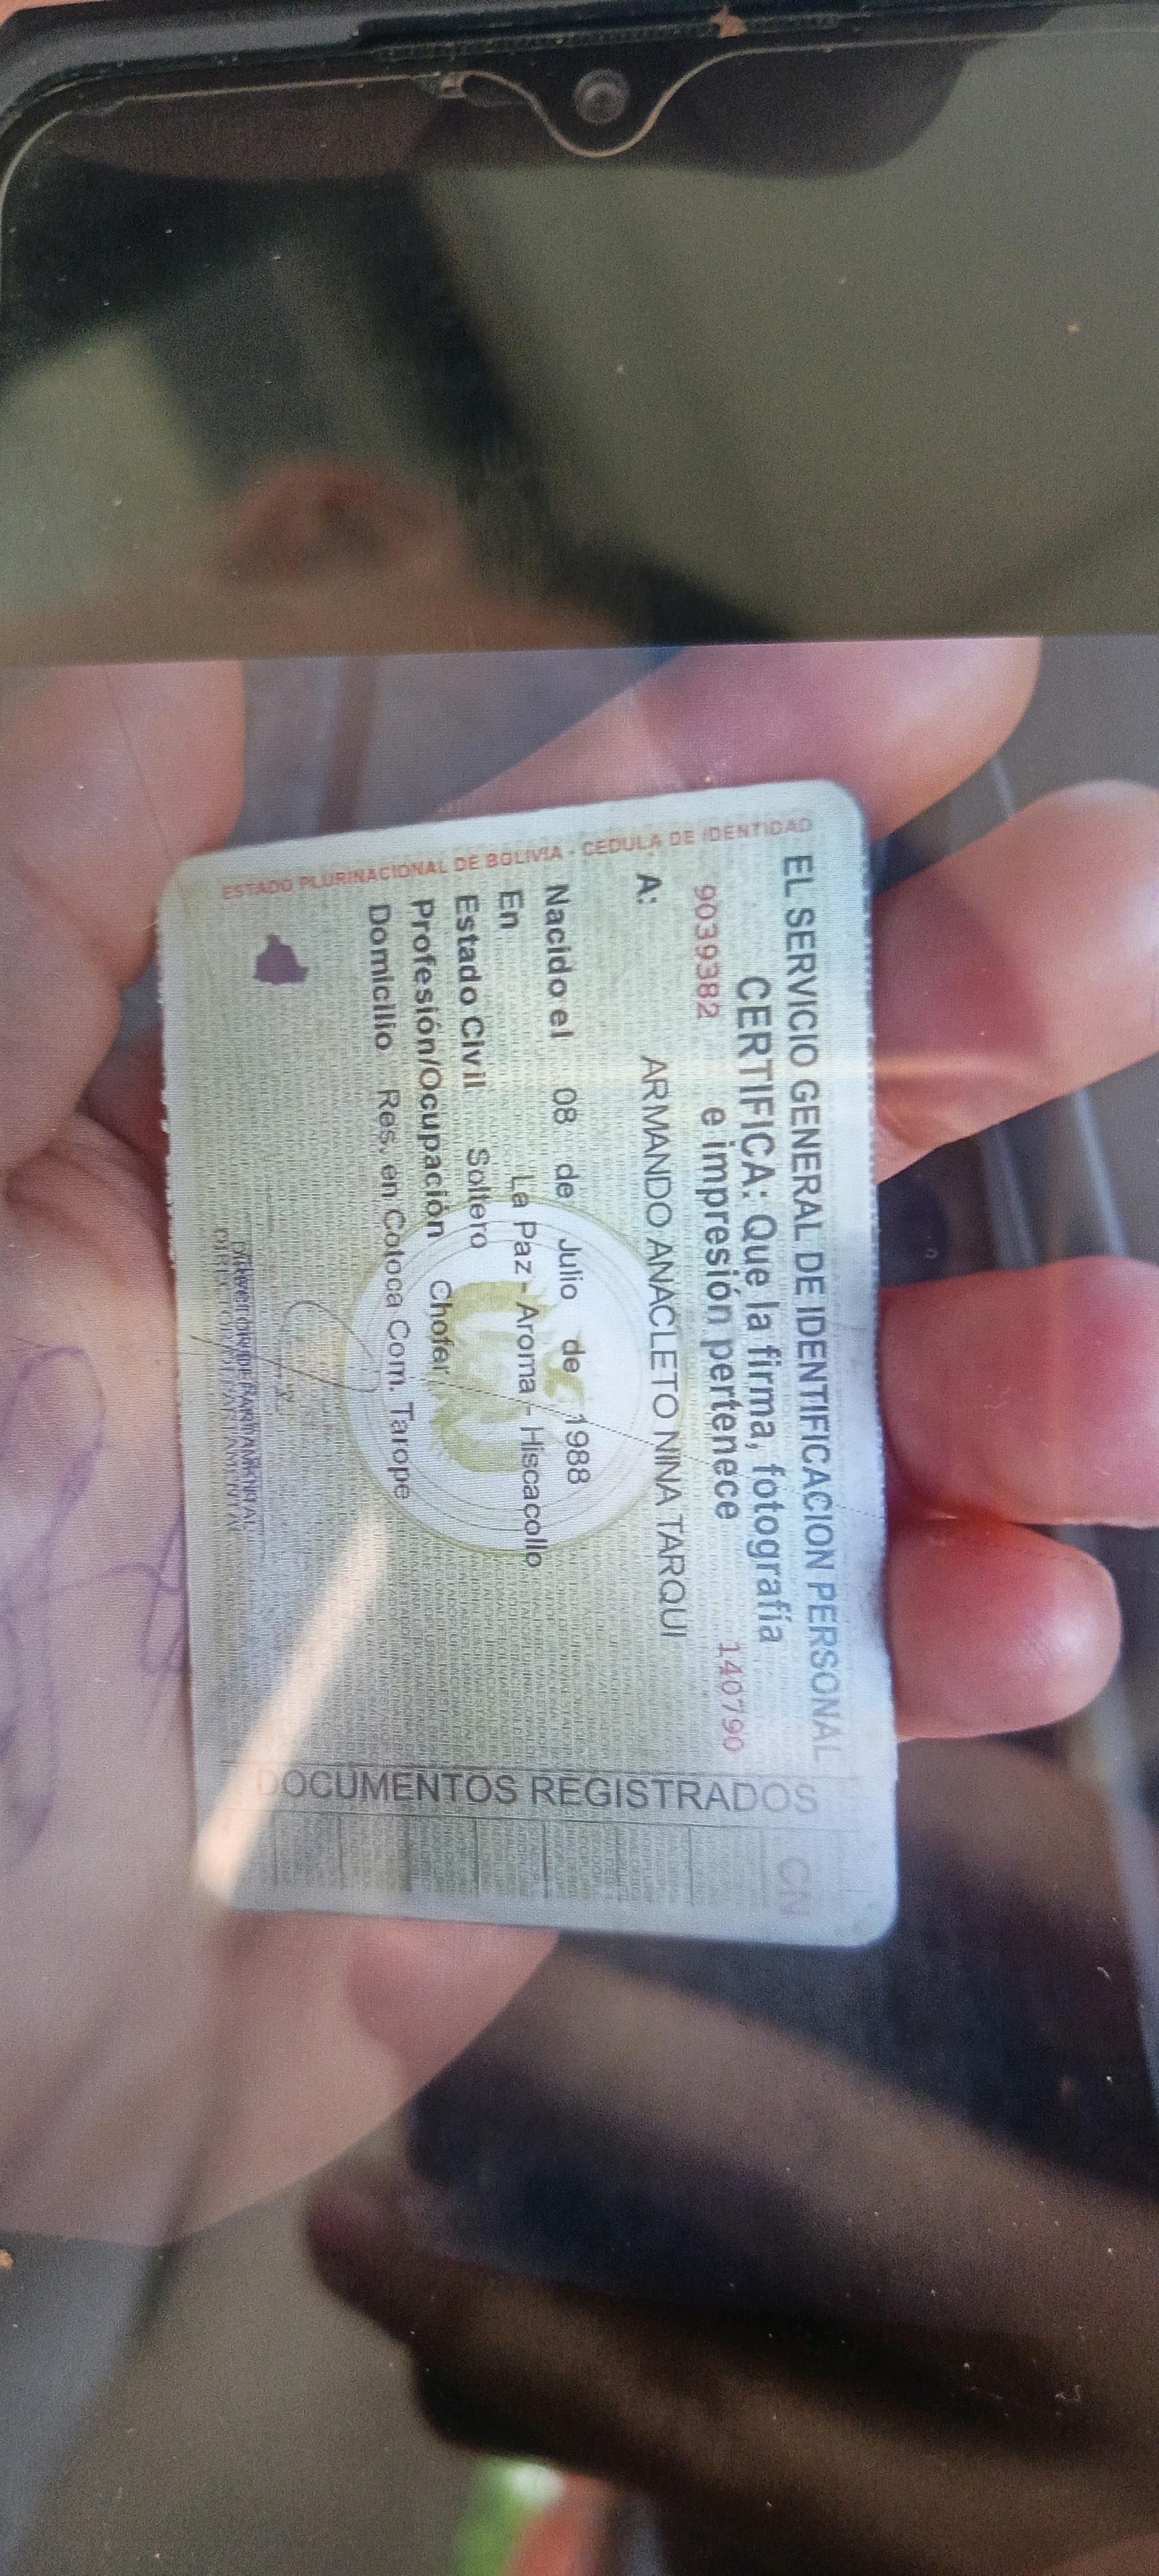 ESTADO PLURINACIONAL DE BOLIVIA - CEDULA DE IDENTIDAD
EL SERVICIO GENERAL DE IDENTIFICACION PERSONAL
CERTIFICA: Que la firma, fotografía
9039382 e impresión pertenece 140790
A: ARMANDO ANACLETO NINA TARQUI
Nacido el 08 de Julio de 1988
En La Paz - Aroma - Hiscacollo
Estado Civil Soltero
Profesión/Ocupación Chofer
Domicilio Res. en Cotoca Com. Tarope
DOCUMENTOS REGISTRADOS
CN